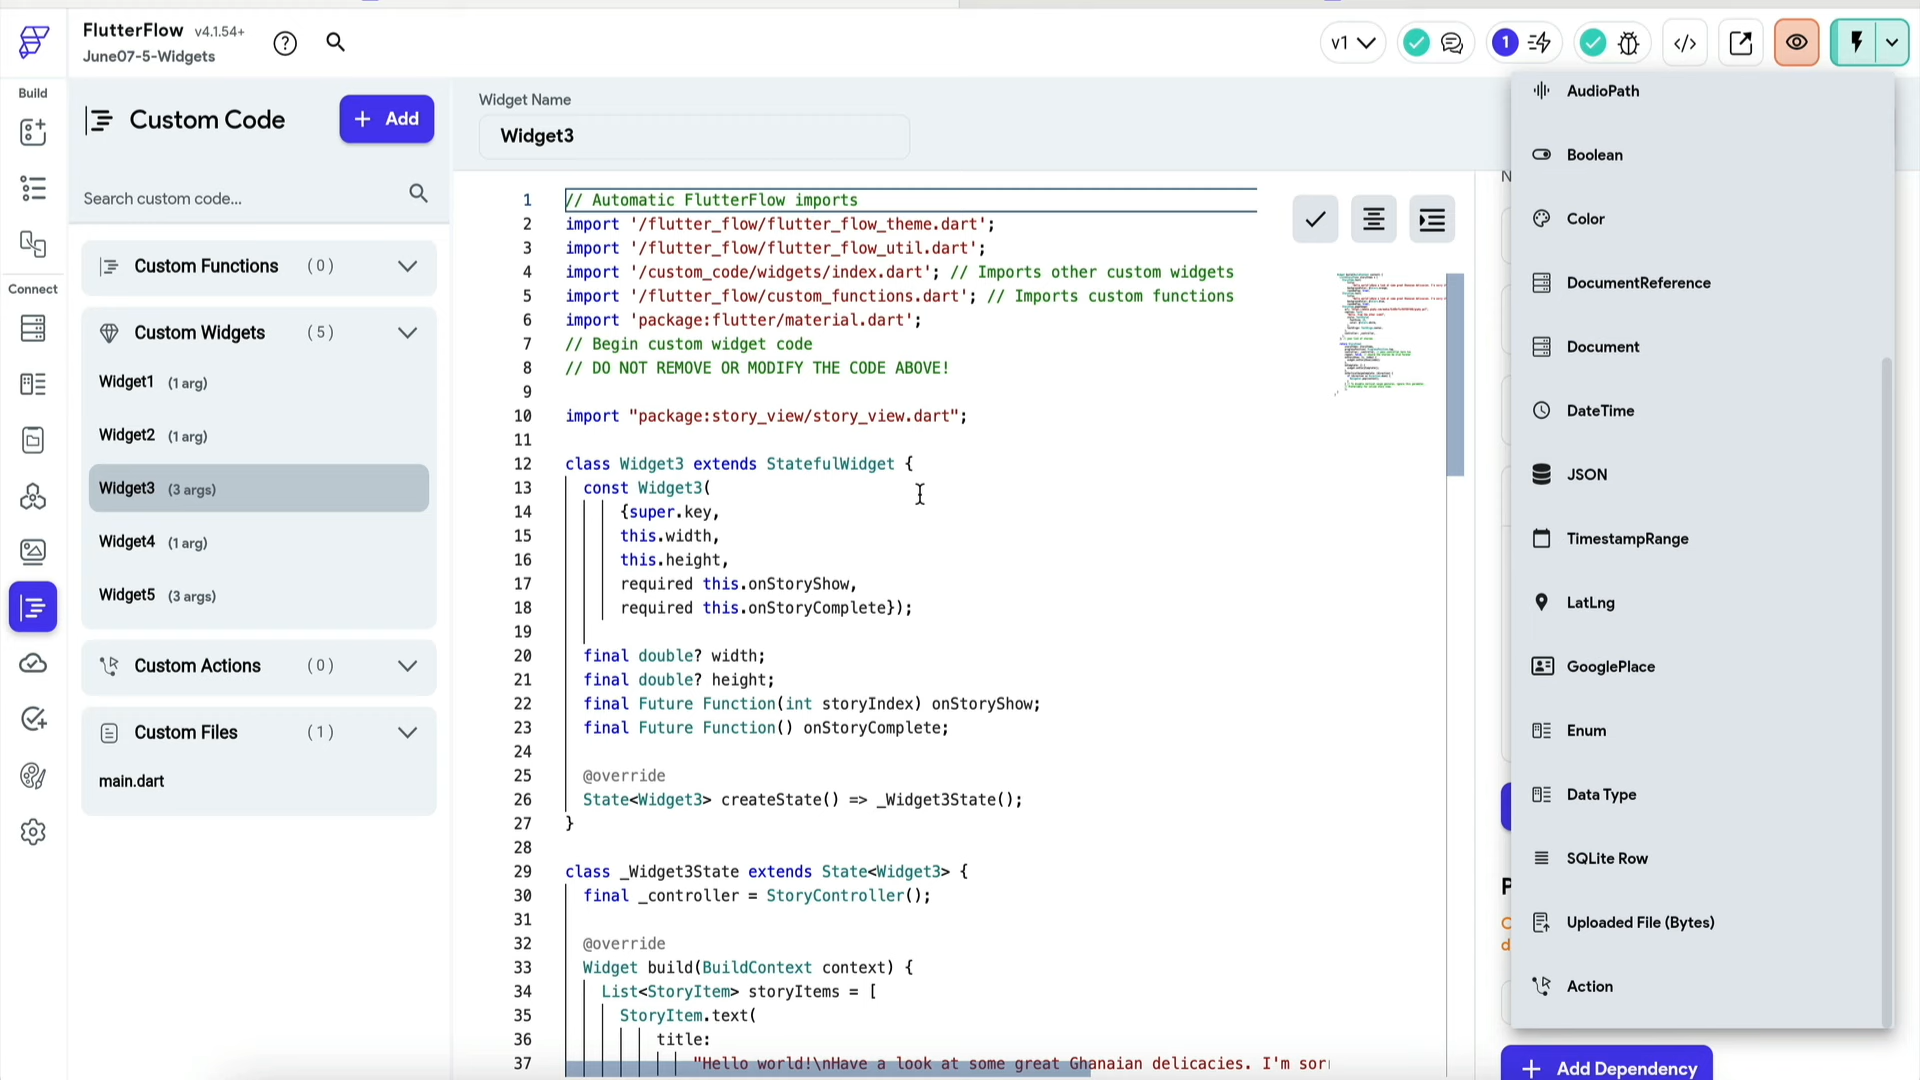 FlutterFlow v4.1.54+
June07-5-Widgets
v1
1
Build
Connect
Custom Code
Add
Search custom code...
Custom Functions (0)
Custom Widgets (5)
Widget1 (1 arg)
Widget2 (1 arg)
Widget3 (3 args)
Widget4 (1 arg)
Widget5 (3 args)
Custom Actions (0)
Custom Files (1)
main.dart
Widget Name
Widget3
1 // Automatic FlutterFlow imports
2 import '/flutter_flow/flutter_flow_theme.dart';
3 import '/flutter_flow/flutter_flow_util.dart';
4 import '/custom_code/widgets/index.dart'; // Imports other custom widgets
5 import '/flutter_flow/custom_functions.dart'; // Imports custom functions
6 import 'package:flutter/material.dart';
7 // Begin custom widget code
8 // DO NOT REMOVE OR MODIFY THE CODE ABOVE!
9
10 import "package:story_view/story_view.dart";
11
12 class Widget3 extends StatefulWidget {
13 const Widget3(
14 {super.key,
15 this.width,
16 this.height,
17 required this.onStoryShow,
18 required this.onStoryComplete});
19
20 final double? width;
21 final double? height;
22 final Future Function(int storyIndex) onStoryShow;
23 final Future Function() onStoryComplete;
24
25 @override
26 State<Widget3> createState() => _Widget3State();
27 }
28
29 class _Widget3State extends State<Widget3> {
30 final _controller = StoryController();
31
32 @override
33 Widget build(BuildContext context) {
34 List<StoryItem> storyItems = [
35 StoryItem.text(
36 title:
37 "Hello world!\nHave a look at some great Ghanaian delicacies. I'm sorr
AudioPath
Boolean
Color
DocumentReference
Document
DateTime
JSON
TimestampRange
LatLng
GooglePlace
Enum
Data Type
SQLite Row
Uploaded File (Bytes)
Action
Add Dependency